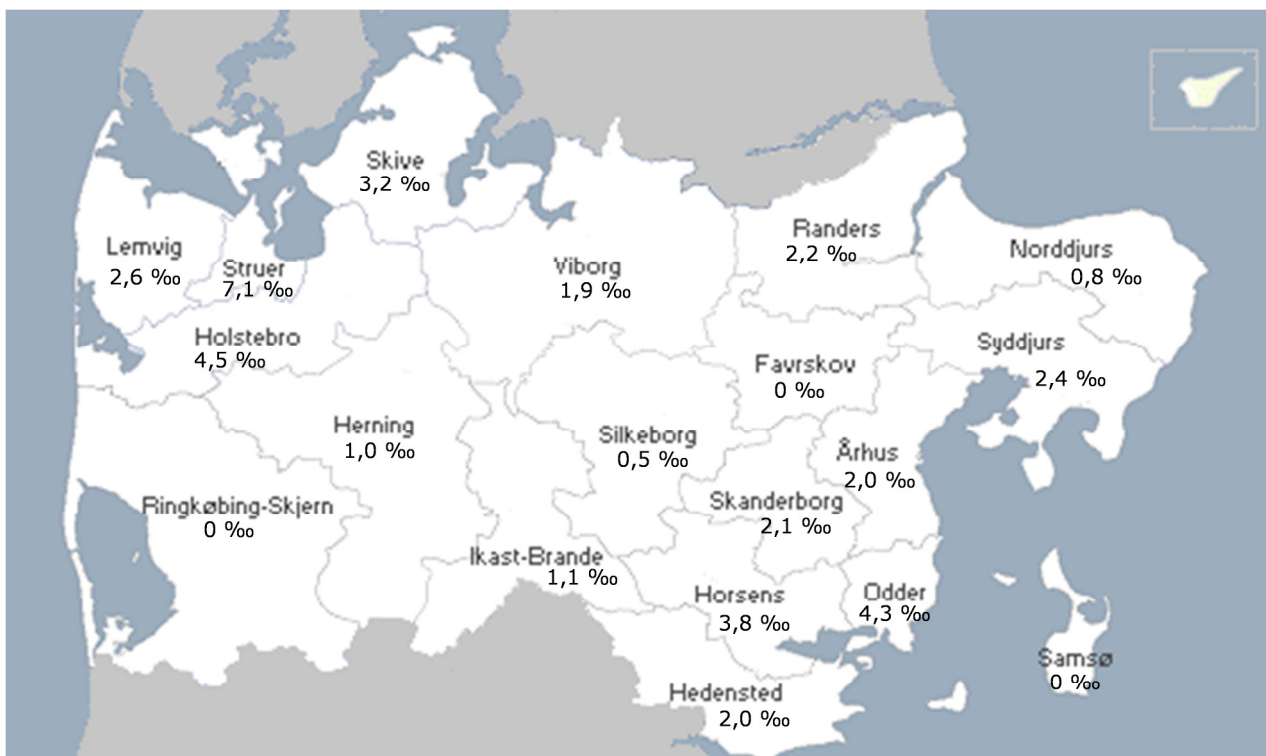 Skive
3,2 ‰
Lemvig
2,6 ‰
Struer
7,1 ‰
Viborg
1,9 ‰
Randers
2,2 ‰
Norddjurs
0,8 ‰
Holstebro
4,5 ‰
Favrskov
0 ‰
Syddjurs
2,4 ‰
Herning
1,0 ‰
Silkeborg
0,5 ‰
Århus
2,0 ‰
Ringkøbing-Skjern
0 ‰
Skanderborg
2,1 ‰
Ikast-Brande
1,1 ‰
Horsens
3,8 ‰
Odder
4,3 ‰
Samsø
0 ‰
Hedensted
2,0 ‰